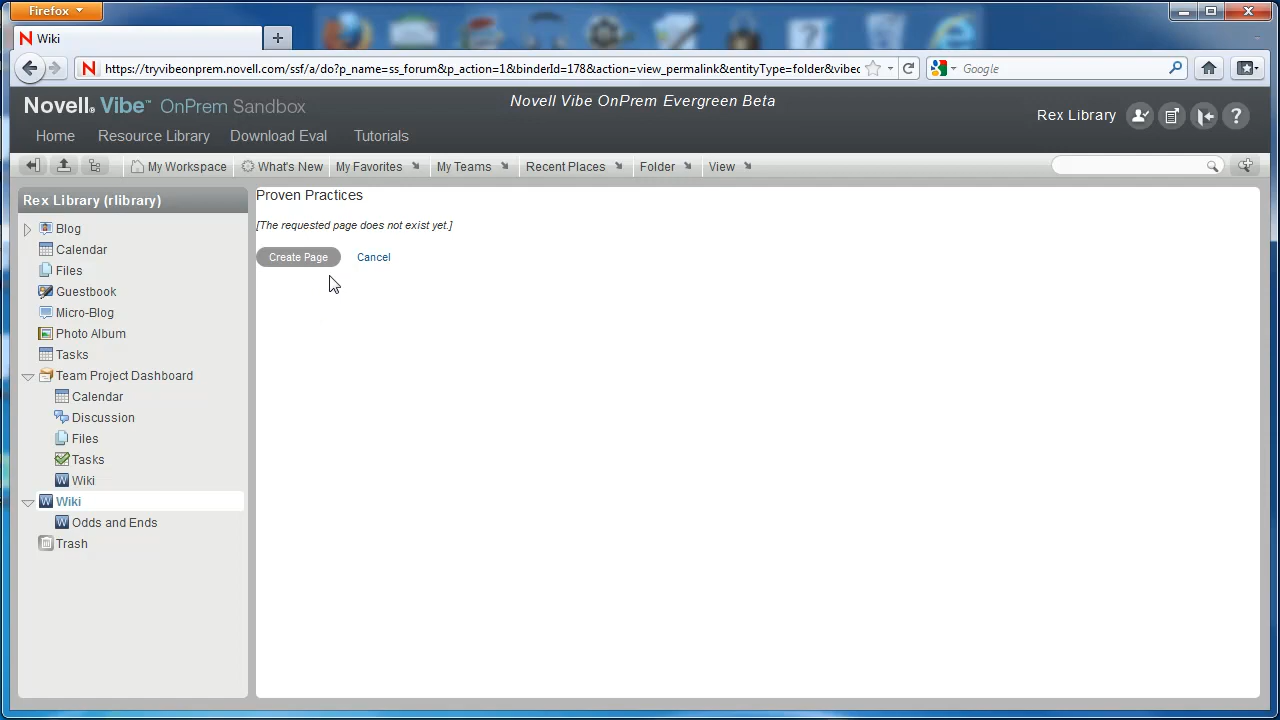 Firefox
Wiki
https://tryvibeonprem.novell.com/ssf/a/do?p_name=ss_forum&p_action=1&binderId=178&action=view_permalink&entityType=folder&vibec
Google
Novell. Vibe™ OnPrem Sandbox
Novell Vibe OnPrem Evergreen Beta
Rex Library
Home Resource Library Download Eval Tutorials
My Workspace What's New My Favorites My Teams Recent Places Folder View
Rex Library (rlibrary)
Blog
Calendar
Files
Guestbook
Micro-Blog
Photo Album
Tasks
Team Project Dashboard
Calendar
Discussion
Files
Tasks
Wiki
Wiki
Odds and Ends
Trash
Proven Practices
[The requested page does not exist yet.]
Create Page Cancel